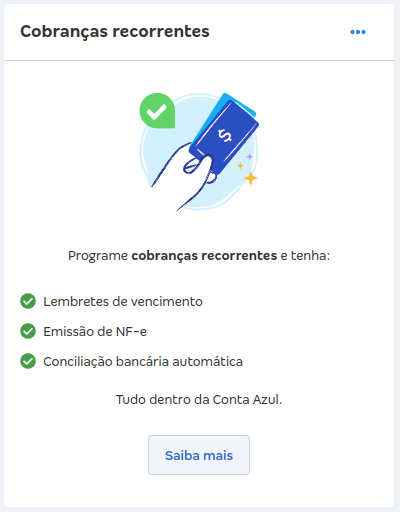 Cobranças recorrentes
$
Programe cobranças recorrentes e tenha:
Lembretes de vencimento
Emissão de NF-e
Conciliação bancária automática
Tudo dentro da Conta Azul.
Saiba mais